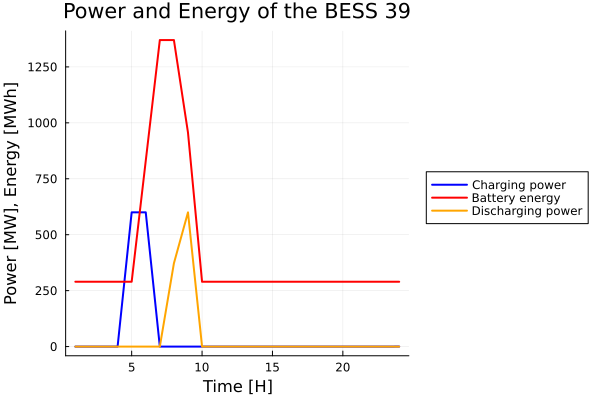 Power and Energy of the BESS 39
Power [MW], Energy [MWh]
1250
1000
750
500
250
0
5
10
15
20
Time [H]
Charging power
Battery energy
Discharging power